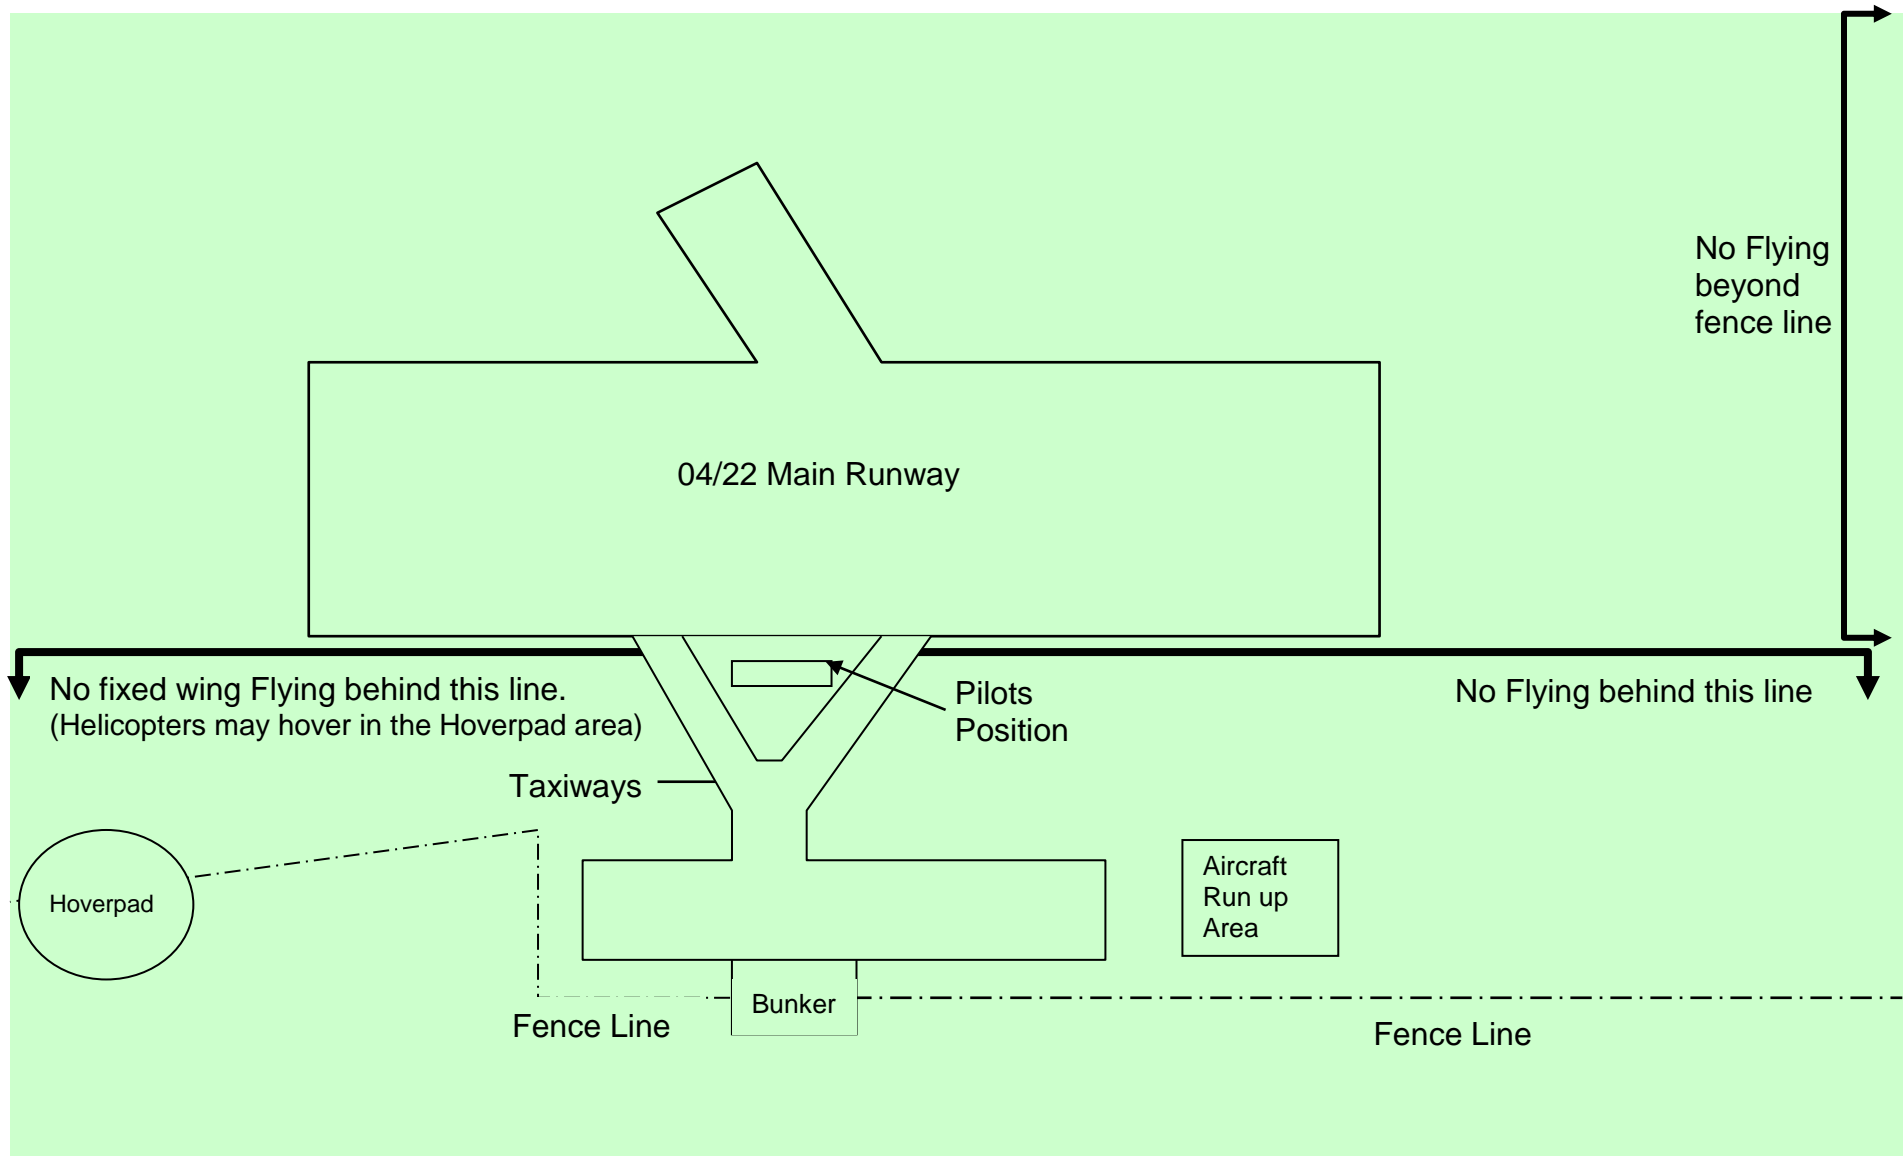 No Flying
beyond
fence line
04/22 Main Runway
No fixed wing Flying behind this line.
(Helicopters may hover in the Hoverpad area)
Pilots
Position
No Flying behind this line
Taxiways
Hoverpad
Aircraft
Run up
Area
Bunker
Fence Line
Fence Line